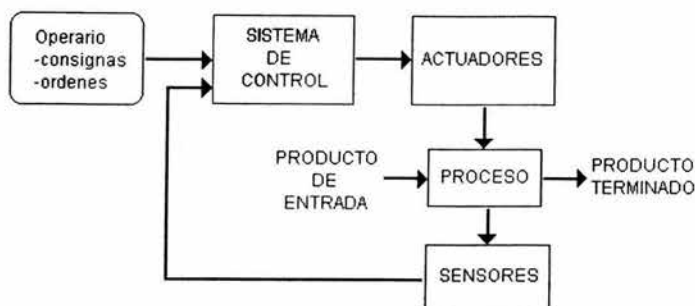 Operario
-consignas
-ordenes
SISTEMA
DE
CONTROL
ACTUADORES
PRODUCTO
DE
ENTRADA
PROCESO
PRODUCTO
TERMINADO
SENSORES